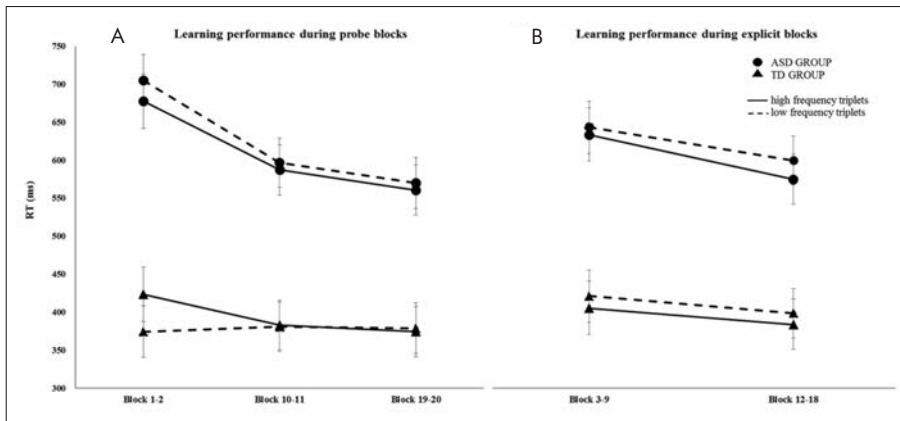 A
Learning performance during probe blocks
B
Learning performance during explicit blocks
ASD GROUP
TD GROUP
high frequency triplets
low frequency triplets
RT (ms)
750
700
650
600
550
500
450
400
350
300
Block 1-2
Block 10-11
Block 19-20
Block 3-9
Block 12-18